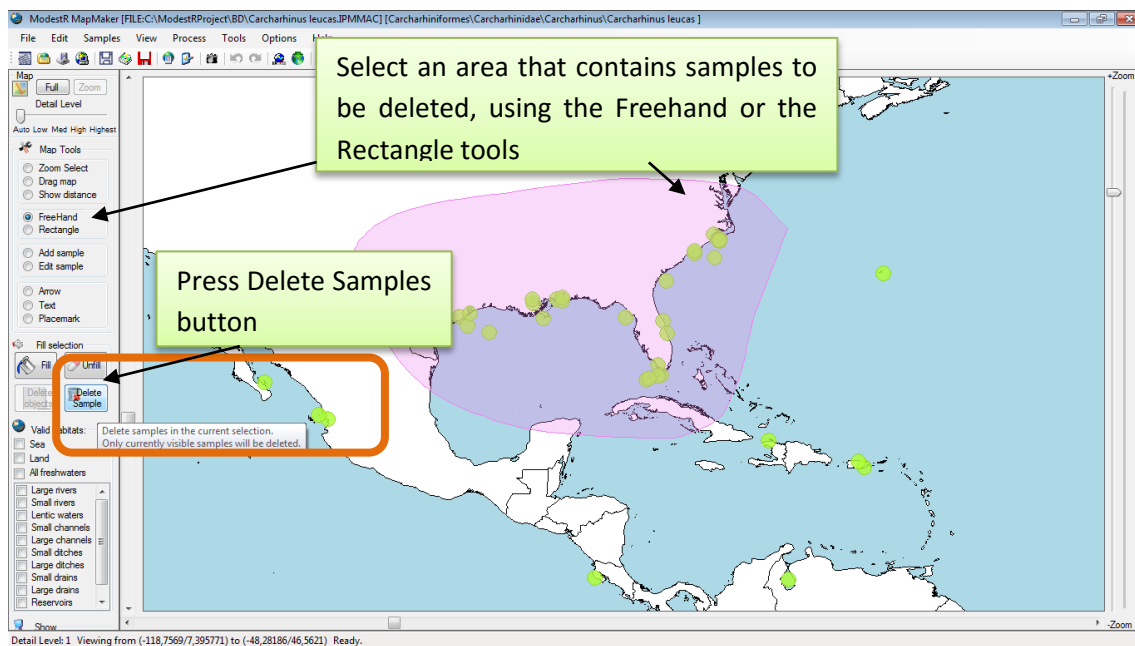 ModestR MapMaker [FILE:C:\ModestRProject\BD\Carcharhinus leucas.IPMMAC] [Carcharhiniformes\Carcharhinidae\Carcharhinus\Carcharhinus leucas ]
File Edit Samples View Process Tools Options
Map
Full Zoom
Detail Level
Auto Low Med High Highest
Map Tools
Zoom Select
Drag map
Show distance
FreeHand
Rectangle
Add sample
Edit sample
Arrow
Text
Placemark
Fill selection
Fill Unfill
Delete objects
Delete Sample
Valid habitats:
Sea
Land
All freshwaters
Large rivers
Small rivers
Lentic waters
Small channels
Large channels
Small ditches
Large ditches
Small drains
Large drains
Reservoirs
Show
Select an area that contains samples to
be deleted, using the Freehand or the
Rectangle tools
Press Delete Samples
button
Delete samples in the current selection.
Only currently visible samples will be deleted.
+Zoom
-Zoom
Detail Level: 1 Viewing from (-118,7569/7,395771) to (-48,28186/46,5621) Ready.